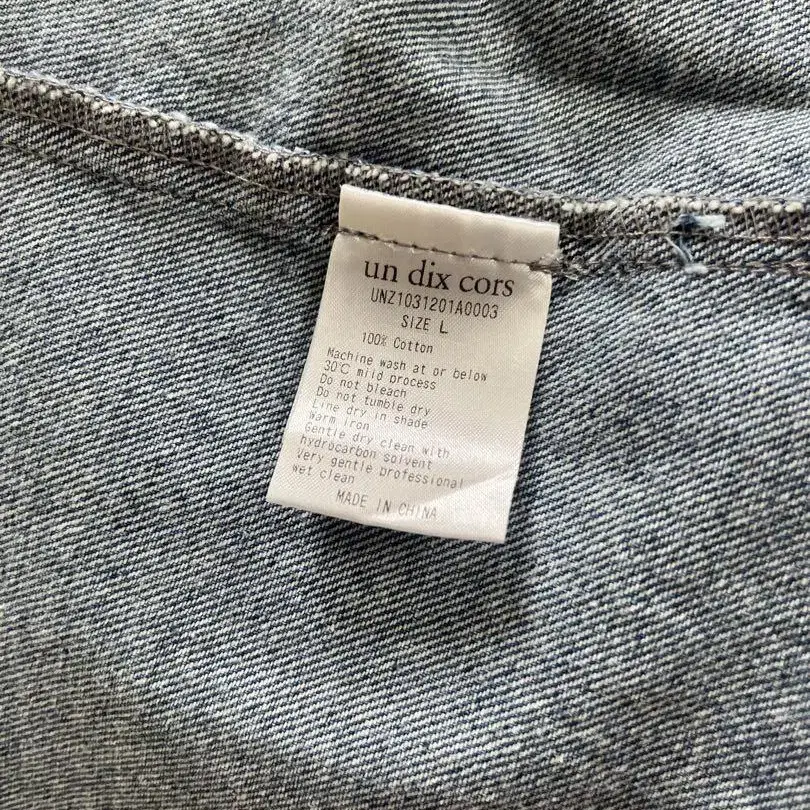 un dix cors
UNZ1031201A0003
SIZE L
100% Cotton
Machine wash at or below
30℃ mild process
Do not bleach
Do not tumble dry
Line dry in shade
Warm iron
Gentle dry clean with
hydrocarbon solvent
Very gentle professional
wet clean
MADE IN CHINA